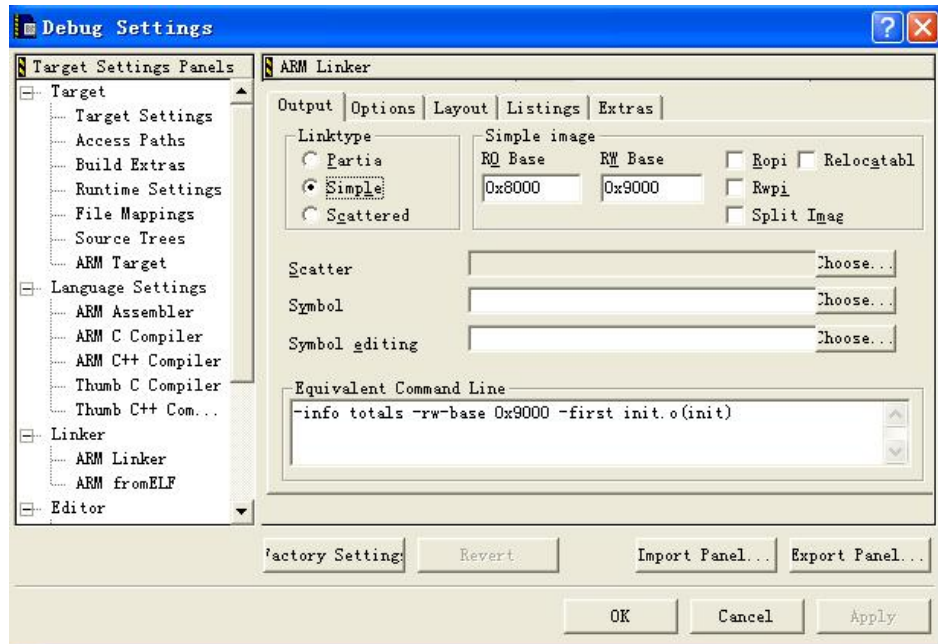 Debug Settings
Target Settings Panels
Target
Target Settings
Access Paths
Build Extras
Runtime Settings
File Mappings
Source Trees
ARM Target
Language Settings
ARM Assembler
ARM C Compiler
ARM C++ Compiler
Thumb C Compiler
Thumb C++ Com...
Linker
ARM Linker
ARM fromELF
Editor
ARM Linker
Output Options Layout Listings Extras
Linktype
Partia
Simple
Scattered
Simple image
RO Base RW Base
0x8000 0x9000
Ropi Relocatabl
Rwpi
Split Imag
Scatter Choose...
Symbol Choose...
Symbol editing Choose...
Equivalent Command Line
-info totals -rw-base 0x9000 -first init.o(init)
Factory Setting Revert Import Panel... Export Panel...
OK Cancel Apply